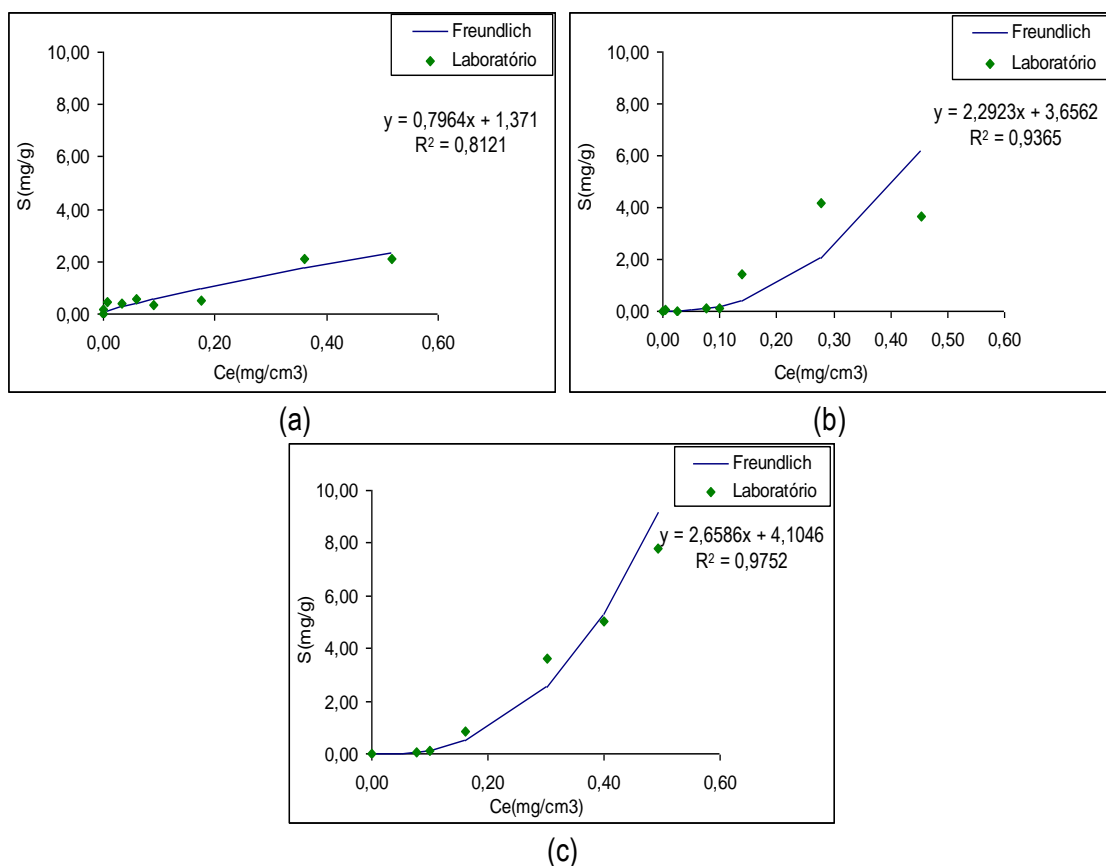 Freundlich
Laboratório
10,00
8,00
6,00
4,00
2,00
0,00
S(mg/g)
y = 0,7964x + 1,371
R² = 0,8121
0,00 0,20 0,40 0,60
Ce(mg/cm3)
(a)
Freundlich
Laboratório
10,00
8,00
6,00
4,00
2,00
0,00
S(mg/g)
y = 2,2923x + 3,6562
R² = 0,9365
0,00 0,10 0,20 0,30 0,40 0,50 0,60
Ce(mg/cm3)
(b)
Freundlich
Laboratório
10,00
8,00
6,00
4,00
2,00
0,00
S(mg/g)
y = 2,6586x + 4,1046
R² = 0,9752
0,00 0,20 0,40 0,60
Ce(mg/cm3)
(c)